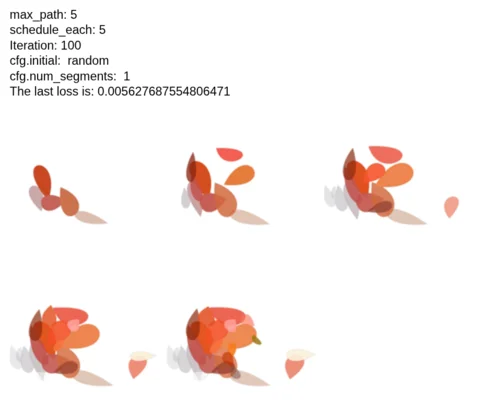 max_path: 5
schedule_each: 5
Iteration: 100
cfg.initial:  random
cfg.num_segments:  1
The last loss is: 0.005627687554806471